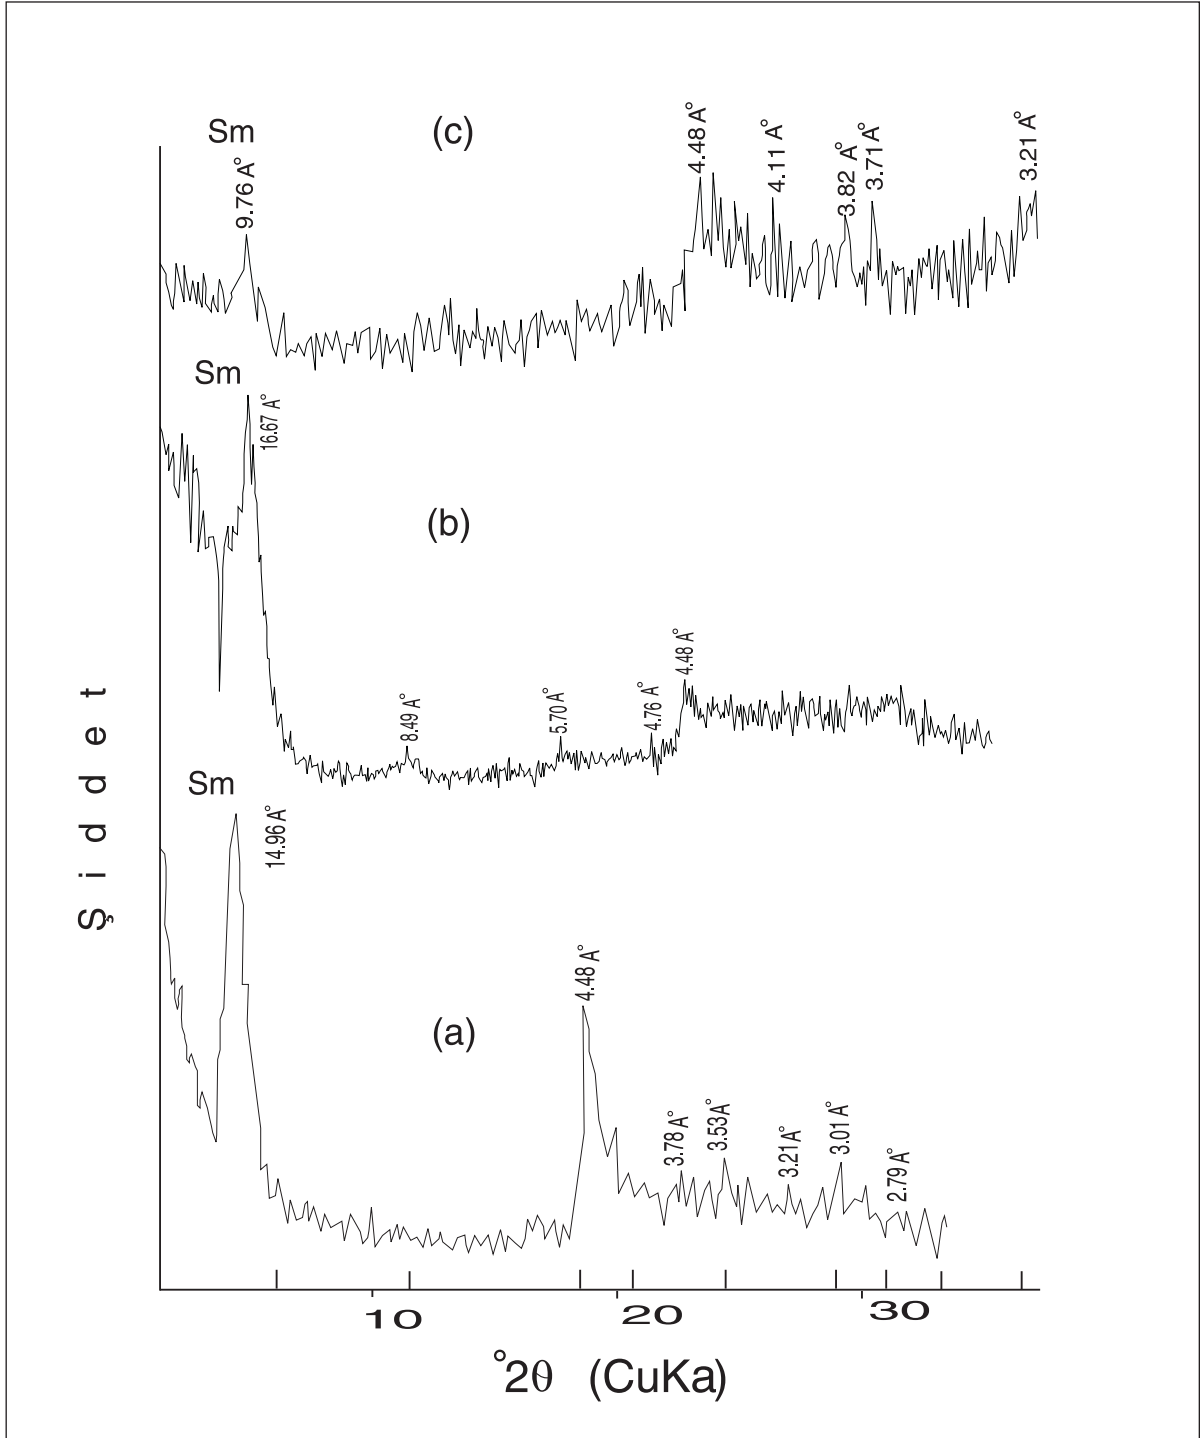 Sm
(c)
9.76 A°
4.48 A°
4.11 A°
3.82 A°
3.71 A°
3.21 A°
Sm
16.67 A°
(b)
8.49 A°
5.70 A°
4.76 A°
4.48 A°
Sm
14.96 A°
(a)
4.48 A°
3.78 A°
3.53 A°
3.21 A°
3.01 A°
2.79 A°
Şiddet
10 20 30
°2θ (CuKa)